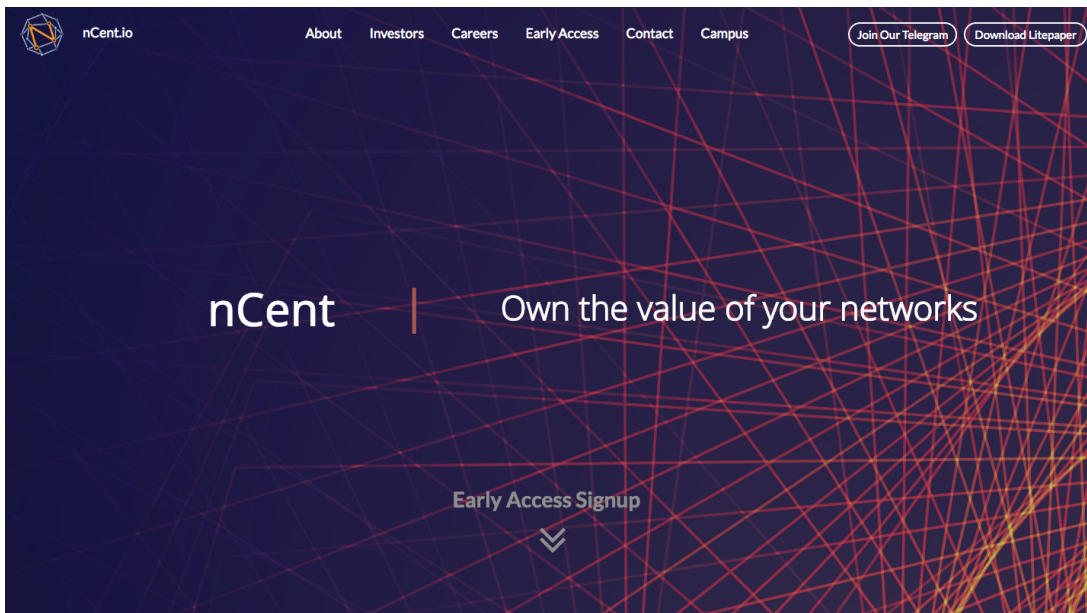 nCent.io
About Investors Careers Early Access Contact Campus
Join Our Telegram Download Litepaper
nCent | Own the value of your networks
Early Access Signup